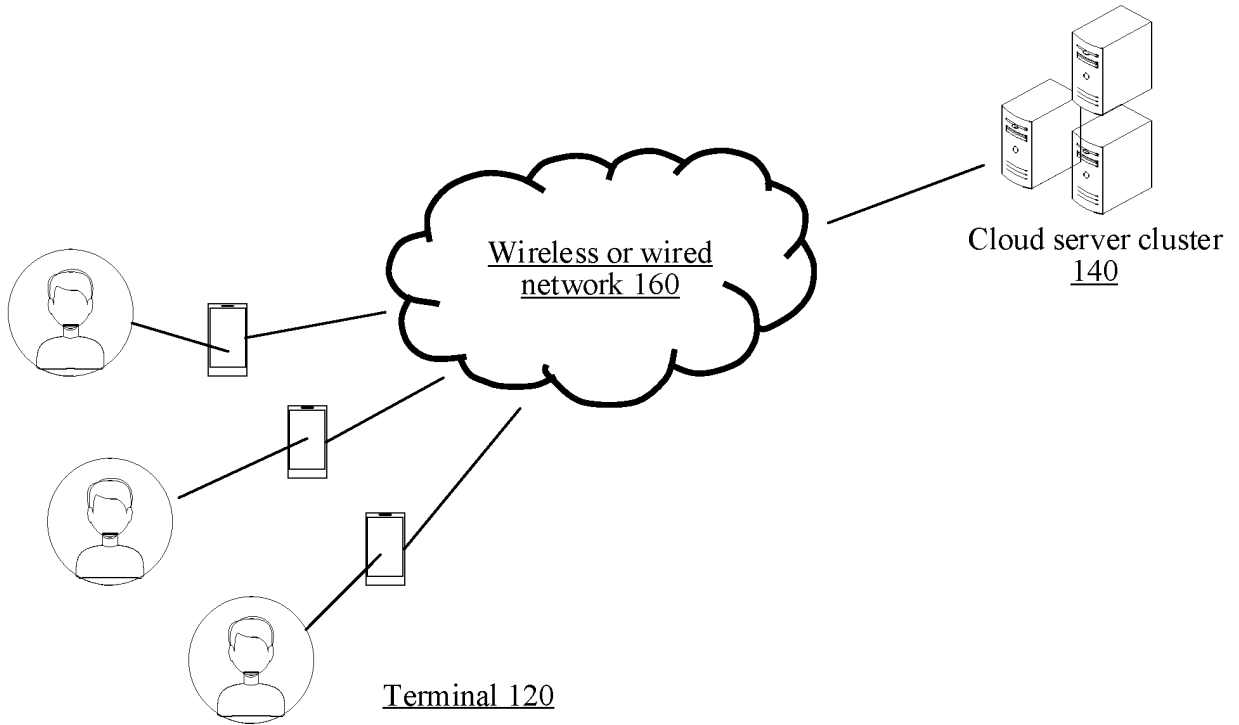 Wireless or wired
network 160
Cloud server cluster
140
Terminal 120